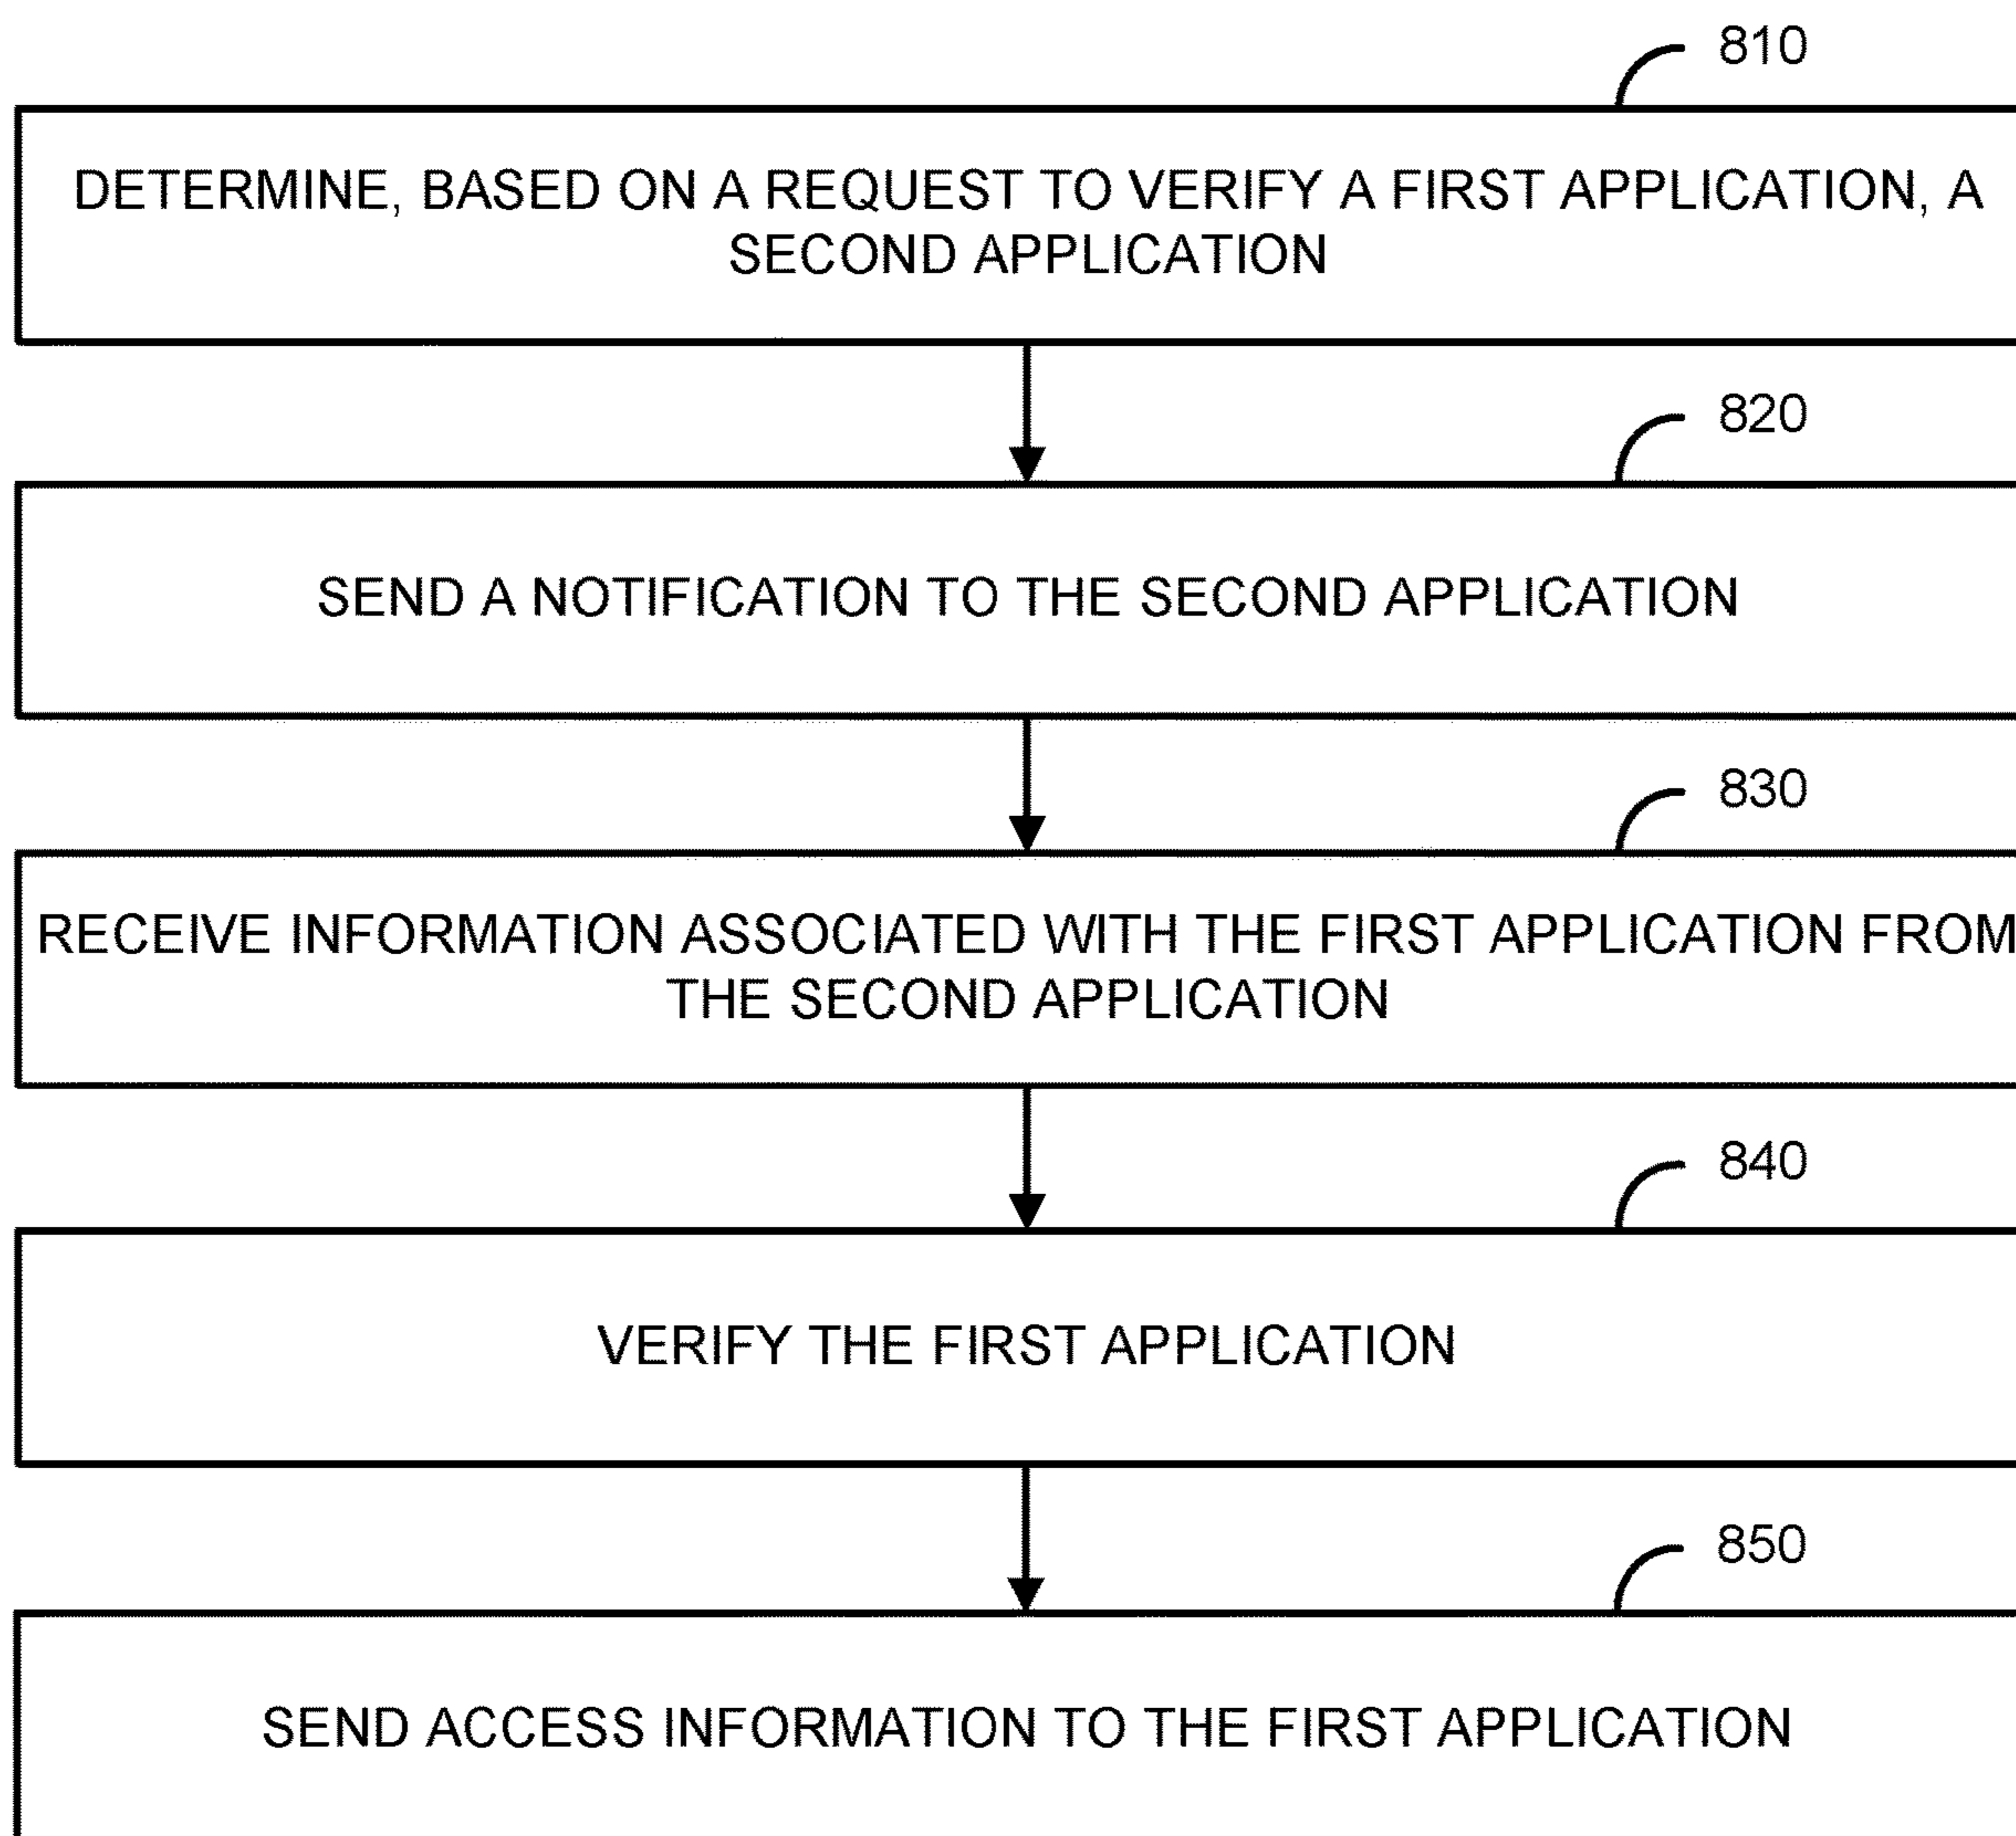 810
DETERMINE, BASED ON A REQUEST TO VERIFY A FIRST APPLICATION, A
SECOND APPLICATION
820
SEND A NOTIFICATION TO THE SECOND APPLICATION
830
RECEIVE INFORMATION ASSOCIATED WITH THE FIRST APPLICATION FROM
THE SECOND APPLICATION
840
VERIFY THE FIRST APPLICATION
850
SEND ACCESS INFORMATION TO THE FIRST APPLICATION